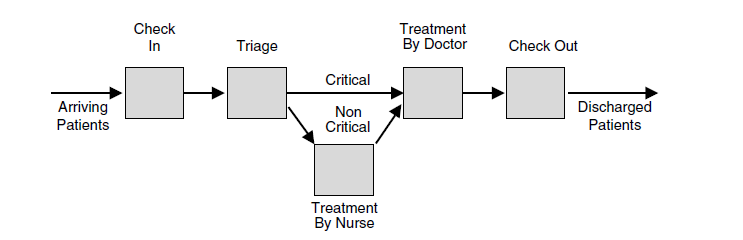 Check
In
Triage
Treatment
By Doctor
Check Out
Critical
Arriving
Patients
Non
Critical
Discharged
Patients
Treatment
By Nurse